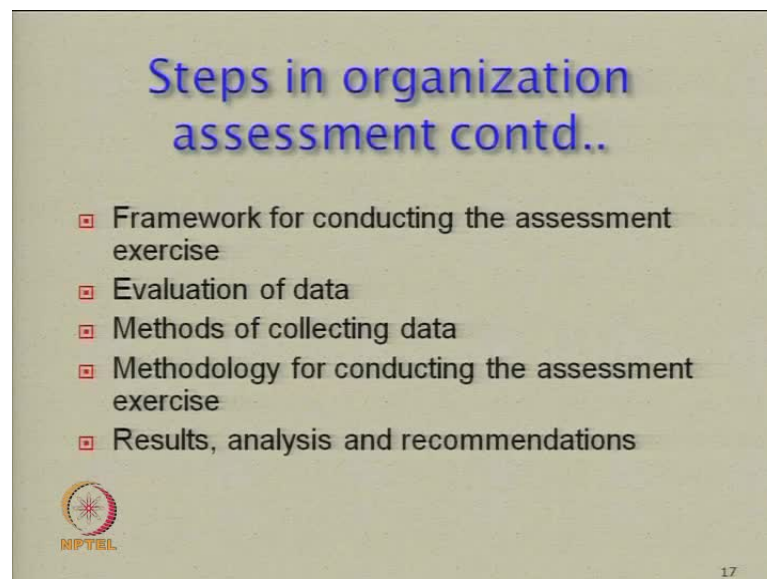 Steps in organization
assessment contd..
Framework for conducting the assessment
exercise
Evaluation of data
Methods of collecting data
Methodology for conducting the assessment
exercise
Results, analysis and recommendations
NPTEL
17